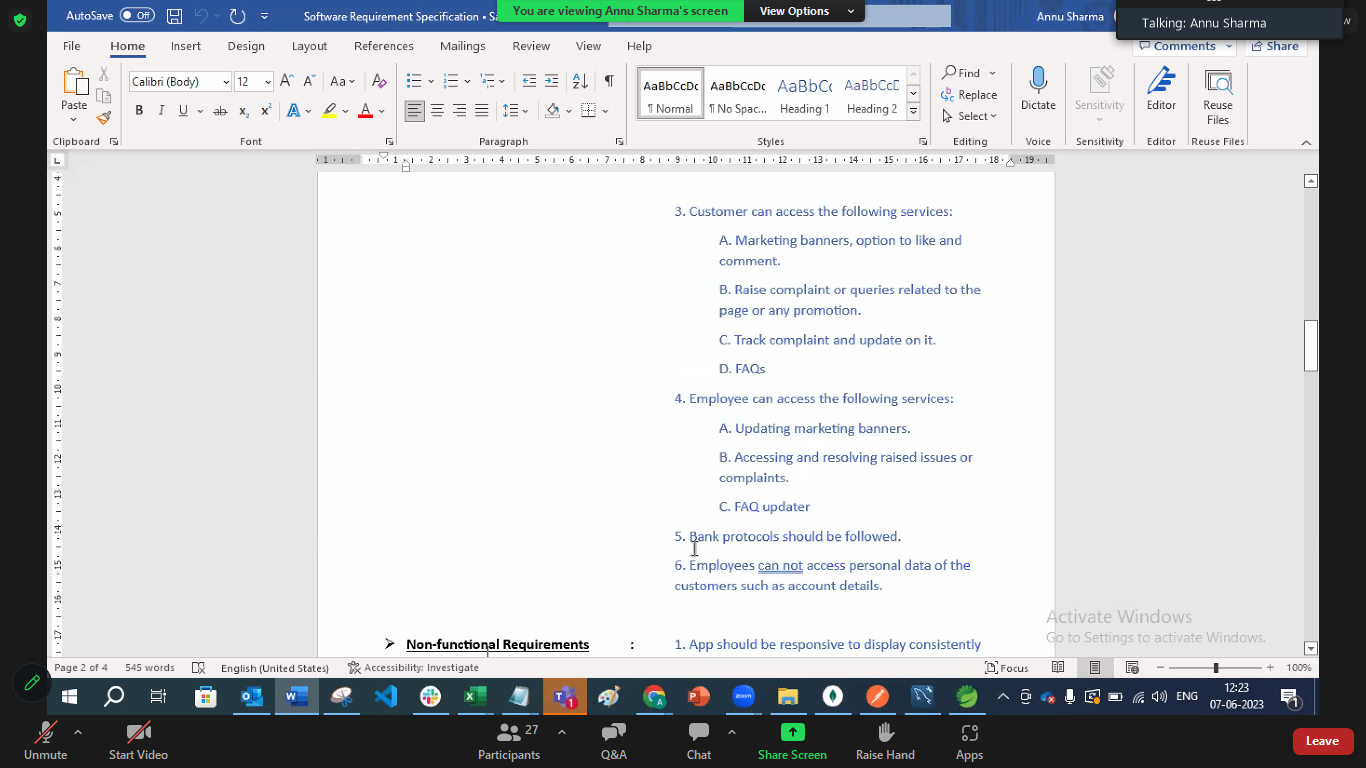 You are viewing Annu Sharma's screen View Options
AutoSave Off Software Requirement Specification • Sa Annu Sharma
Talking: Annu Sharma
File Home Insert Design Layout References Mailings Review View Help Comments Share
Paste
Calibri (Body) 12
AaBbCcDc AaBbCcDc AaBbCc AaBbCcE
¶ Normal ¶ No Spac... Heading 1 Heading 2
Find
Replace
Select
Dictate Sensitivity Editor Reuse Files
Clipboard Font Paragraph Styles Editing Voice Sensitivity Editor Reuse Files
3. Customer can access the following services:
A. Marketing banners, option to like and
comment.
B. Raise complaint or queries related to the
page or any promotion.
C. Track complaint and update on it.
D. FAQs
4. Employee can access the following services:
A. Updating marketing banners.
B. Accessing and resolving raised issues or
complaints.
C. FAQ updater
5. Bank protocols should be followed.
6. Employees can not access personal data of the
customers such as account details.
Activate Windows
Go to Settings to activate Windows.
➢ Non-functional Requirements : 1. App should be responsive to display consistently
Page 2 of 4 545 words English (United States) Accessibility: Investigate Focus 100%
ENG 12:23
07-06-2023
Unmute Start Video Participants 27 Q&A Chat Share Screen Raise Hand Apps Leave